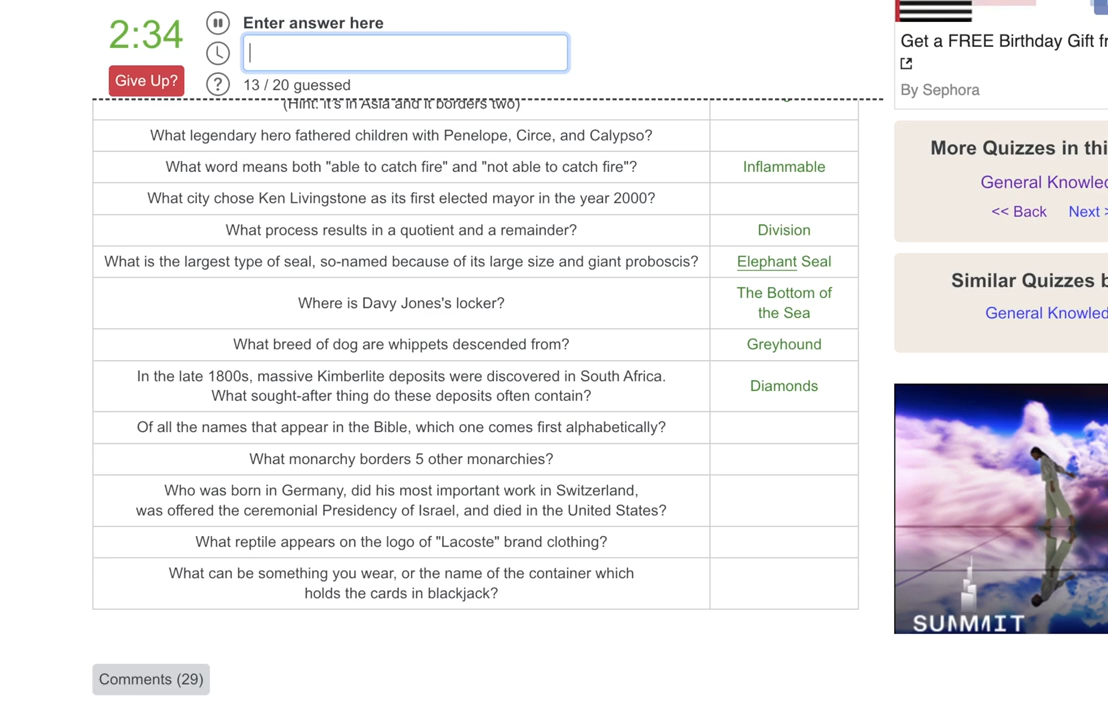 2:34
Enter answer here
Give Up?
13 / 20 guessed
(Hint: it's in Asia and it borders two)
What legendary hero fathered children with Penelope, Circe, and Calypso?
What word means both "able to catch fire" and "not able to catch fire"?
Inflammable
What city chose Ken Livingstone as its first elected mayor in the year 2000?
What process results in a quotient and a remainder?
Division
What is the largest type of seal, so-named because of its large size and giant proboscis?
Elephant Seal
Where is Davy Jones's locker?
The Bottom of
the Sea
What breed of dog are whippets descended from?
Greyhound
In the late 1800s, massive Kimberlite deposits were discovered in South Africa.
What sought-after thing do these deposits often contain?
Diamonds
Of all the names that appear in the Bible, which one comes first alphabetically?
What monarchy borders 5 other monarchies?
Who was born in Germany, did his most important work in Switzerland,
was offered the ceremonial Presidency of Israel, and died in the United States?
What reptile appears on the logo of "Lacoste" brand clothing?
What can be something you wear, or the name of the container which
holds the cards in blackjack?
Comments (29)
Get a FREE Birthday Gift fr
By Sephora
More Quizzes in thi
General Knowled
<< Back Next >
Similar Quizzes b
General Knowled
SUMMIT